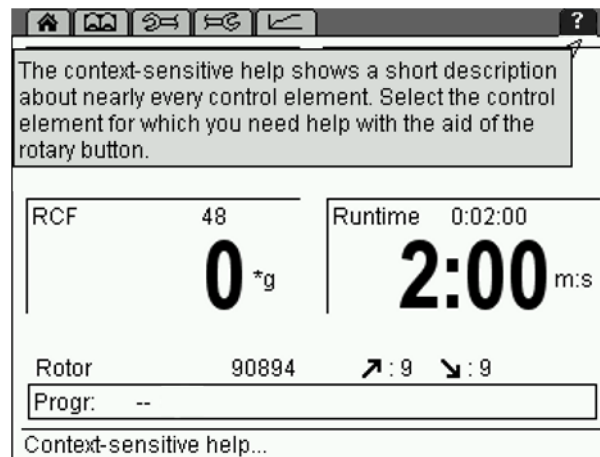 ?
The context-sensitive help shows a short description
about nearly every control element. Select the control
element for which you need help with the aid of the
rotary button.
RCF 48
0 *g
Runtime 0:02:00
2:00 m:s
Rotor 90894 ↗: 9 ↘: 9
Progr: --
Context-sensitive help...